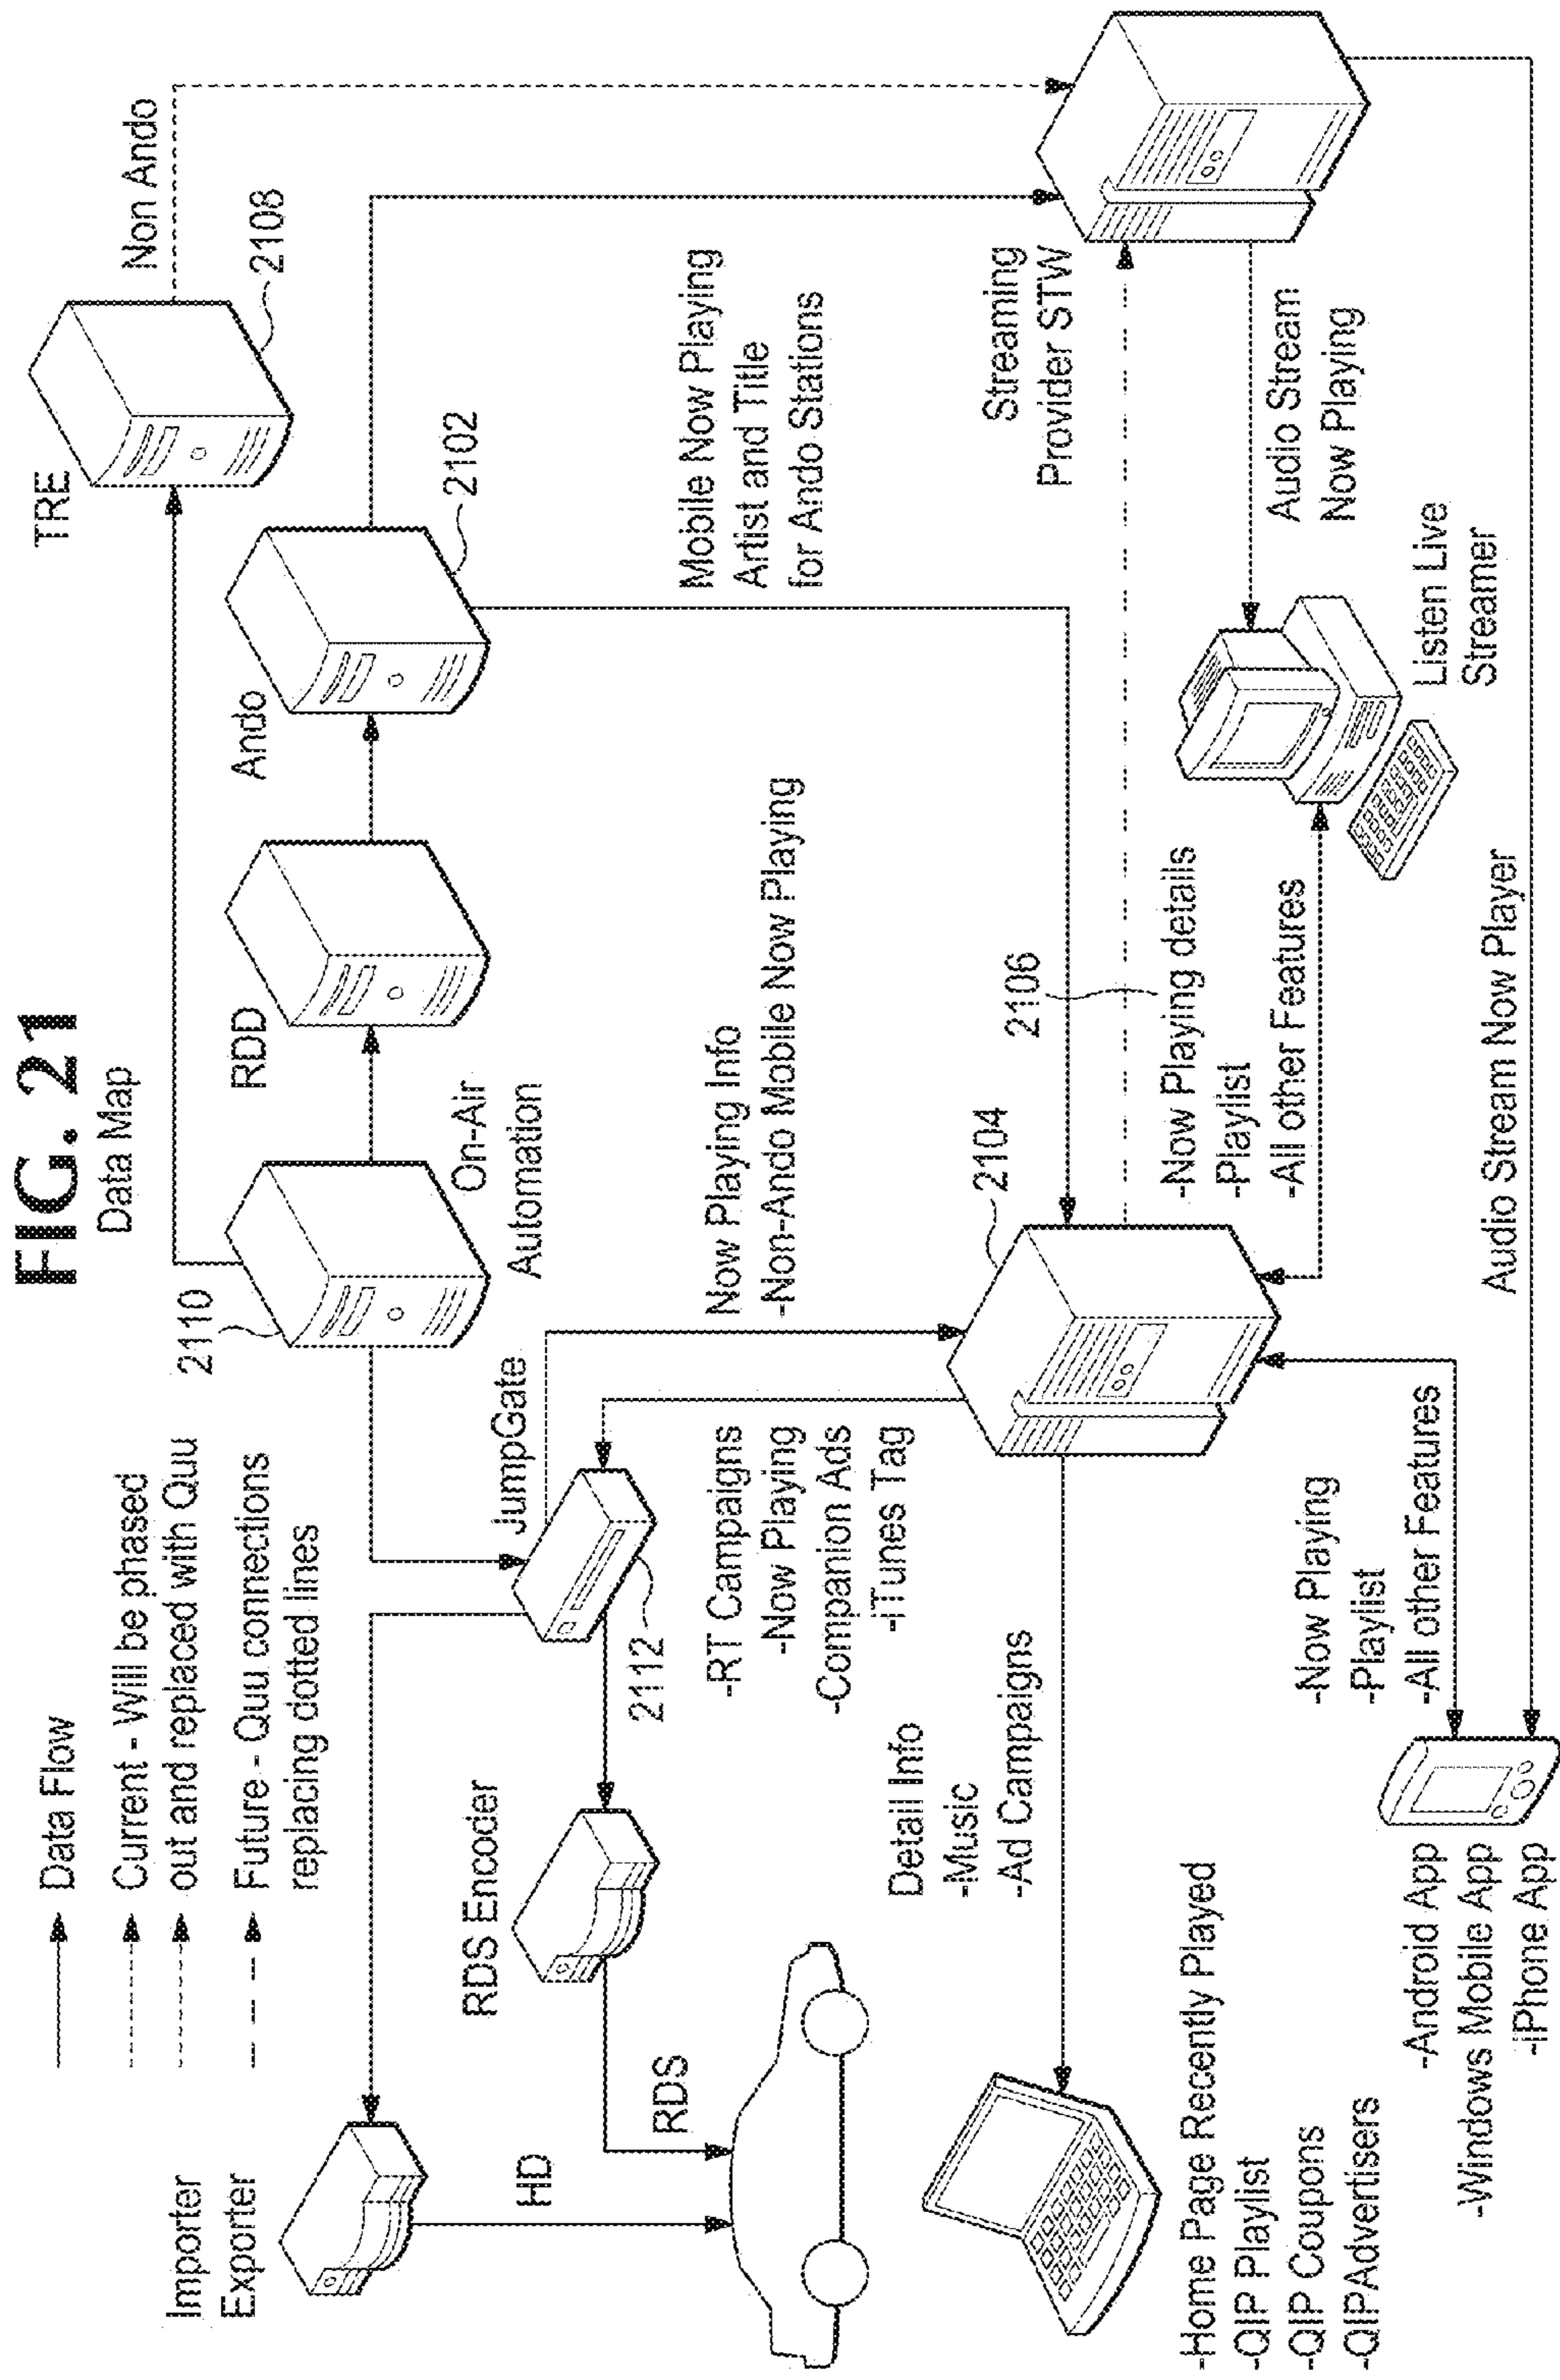 FIG. 21
Data Map
Data Flow
Current - Will be phased
out and replaced with Quu
Future - Quu connections
replacing dotted lines
TRE
Non Ando
2108
Importer
Exporter
2110
On-Air
Automation
RDD
Ando
2102
HD
RDS Encoder
RDS
JumpGate
2112
Now Playing Info
-Non-Ando Mobile Now Playing
Mobile Now Playing
Artist and Title
for Ando Stations
-RT Campaigns
-Now Playing
-Companion Ads
-iTunes Tag
Detail Info
-Music
-Ad Campaigns
2104
2106
Streaming
Provider STW
-Now Playing details
-Playlist
-All other Features
Audio Stream
Now Playing
Listen Live
Streamer
-Home Page Recently Played
-QIP Playlist
-QIP Coupons
-QIPAdvertisers
-Now Playing
-Playlist
-All other Features
Audio Stream Now Player
-Android App
-Windows Mobile App
-iPhone App